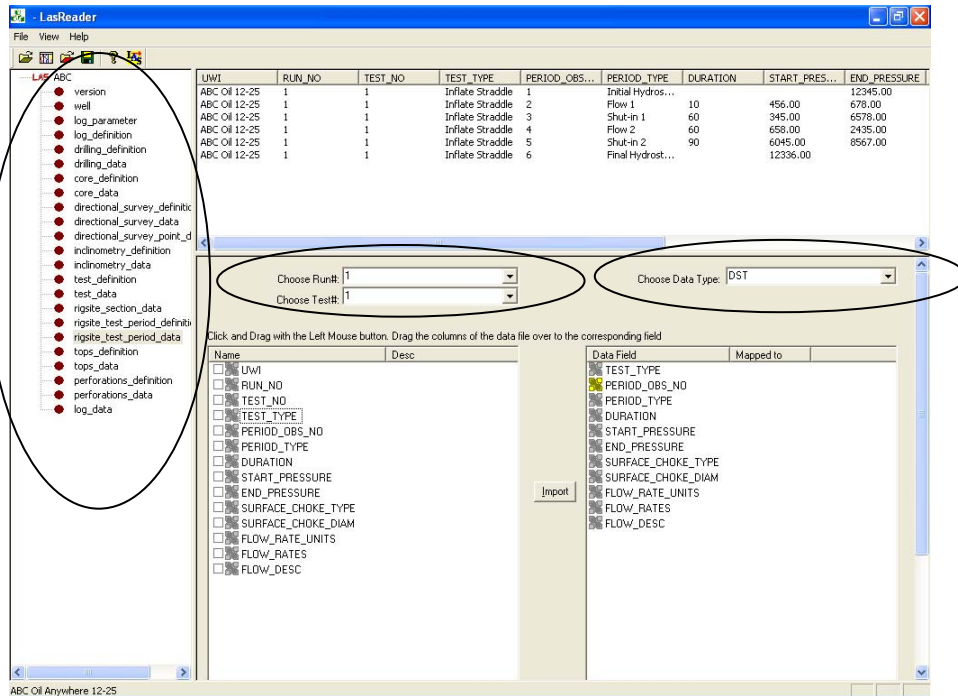 - LasReader
File View Help
LAS ABC
version
well
log_parameter
log_definition
drilling_definition
drilling_data
core_definition
core_data
directional_survey_definitic
directional_survey_data
directional_survey_point_d
inclinometry_definition
inclinometry_data
test_definition
test_data
rigsite_section_data
rigsite_test_period_definiti
rigsite_test_period_data
tops_definition
tops_data
perforations_definition
perforations_data
log_data
UWI RUN_NO TEST_NO TEST_TYPE PERIOD_OBS... PERIOD_TYPE DURATION START_PRES... END_PRESSURE
ABC Oil 12-25 1 1 Inflate Straddle 1 Initial Hydros... 12345.00
ABC Oil 12-25 1 1 Inflate Straddle 2 Flow 1 10 456.00 678.00
ABC Oil 12-25 1 1 Inflate Straddle 3 Shut-in 1 60 345.00 6578.00
ABC Oil 12-25 1 1 Inflate Straddle 4 Flow 2 60 658.00 2435.00
ABC Oil 12-25 1 1 Inflate Straddle 5 Shut-in 2 90 6045.00 8567.00
ABC Oil 12-25 1 1 Inflate Straddle 6 Final Hydrost... 12336.00
Choose Run#: 1
Choose Test#: 1
Choose Data Type: DST
Click and Drag with the Left Mouse button. Drag the columns of the data file over to the corresponding field
Name Desc
UWI
RUN_NO
TEST_NO
TEST_TYPE
PERIOD_OBS_NO
PERIOD_TYPE
DURATION
START_PRESSURE
END_PRESSURE
SURFACE_CHOKE_TYPE
SURFACE_CHOKE_DIAM
FLOW_RATE_UNITS
FLOW_RATES
FLOW_DESC
Import
Data Field Mapped to
TEST_TYPE
PERIOD_OBS_NO
PERIOD_TYPE
DURATION
START_PRESSURE
END_PRESSURE
SURFACE_CHOKE_TYPE
SURFACE_CHOKE_DIAM
FLOW_RATE_UNITS
FLOW_RATES
FLOW_DESC
ABC Oil Anywhere 12-25